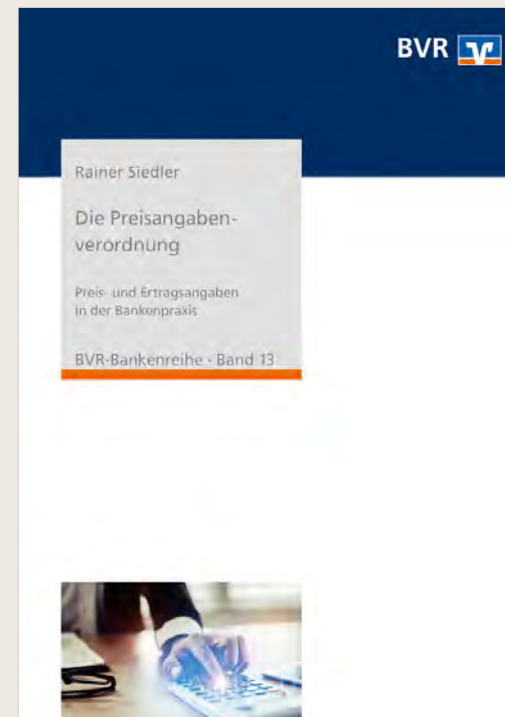 BVR
Rainer Siedler
Die Preisangaben-
verordnung
Preis- und Ertragsangaben
in der Bankenpraxis
BVR-Bankenreihe · Band 13